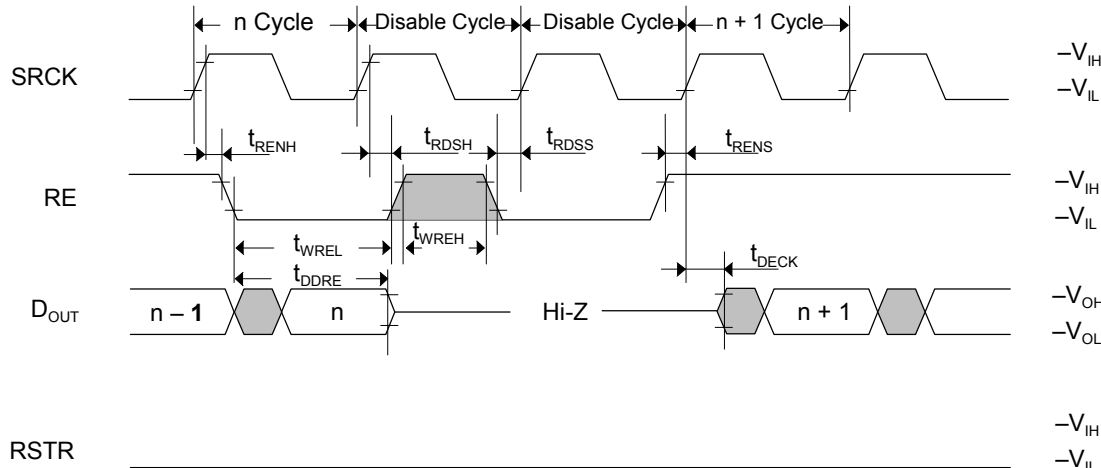 n Cycle Disable Cycle Disable Cycle n + 1 Cycle
SRCK
–VIH
–VIL
tRENH tRDSH tRDSS tRENS
RE
–VIH
–VIL
tWREL tWREH
tDDRE tDECK
DOUT
n – 1 n Hi-Z n + 1
–VOH
–VOL
RSTR
–VIH
–VIL